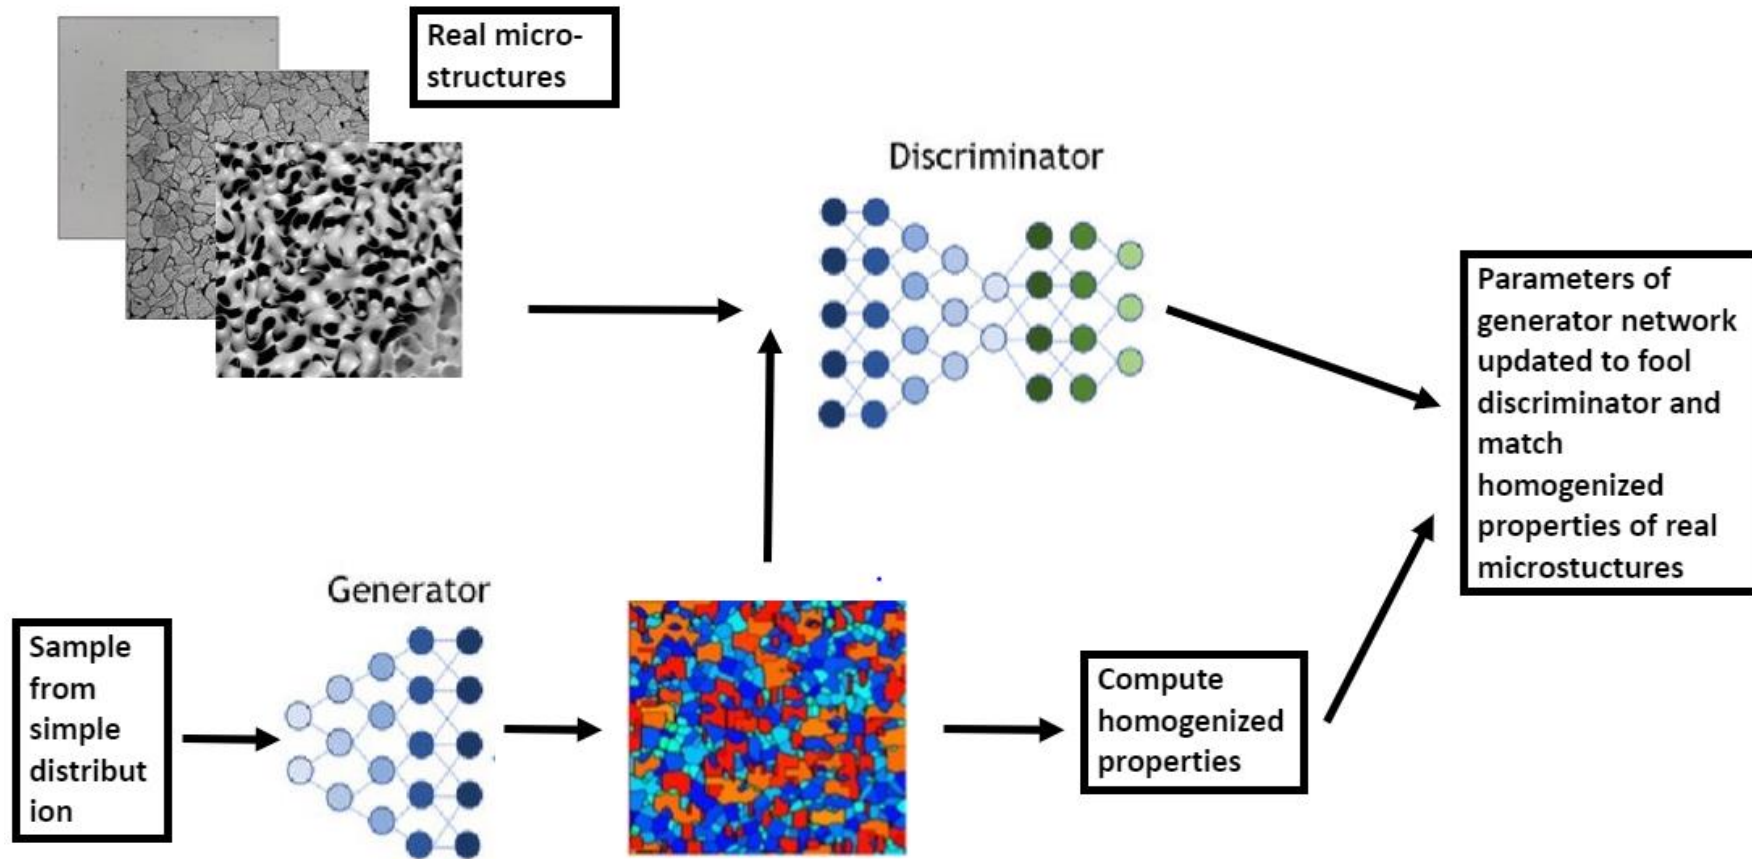 Real micro-
structures
Discriminator
Parameters of
generator network
updated to fool
discriminator and
match
homogenized
properties of real
microstuctures
Generator
Sample
from
simple
distribut
ion
Compute
homogenized
properties